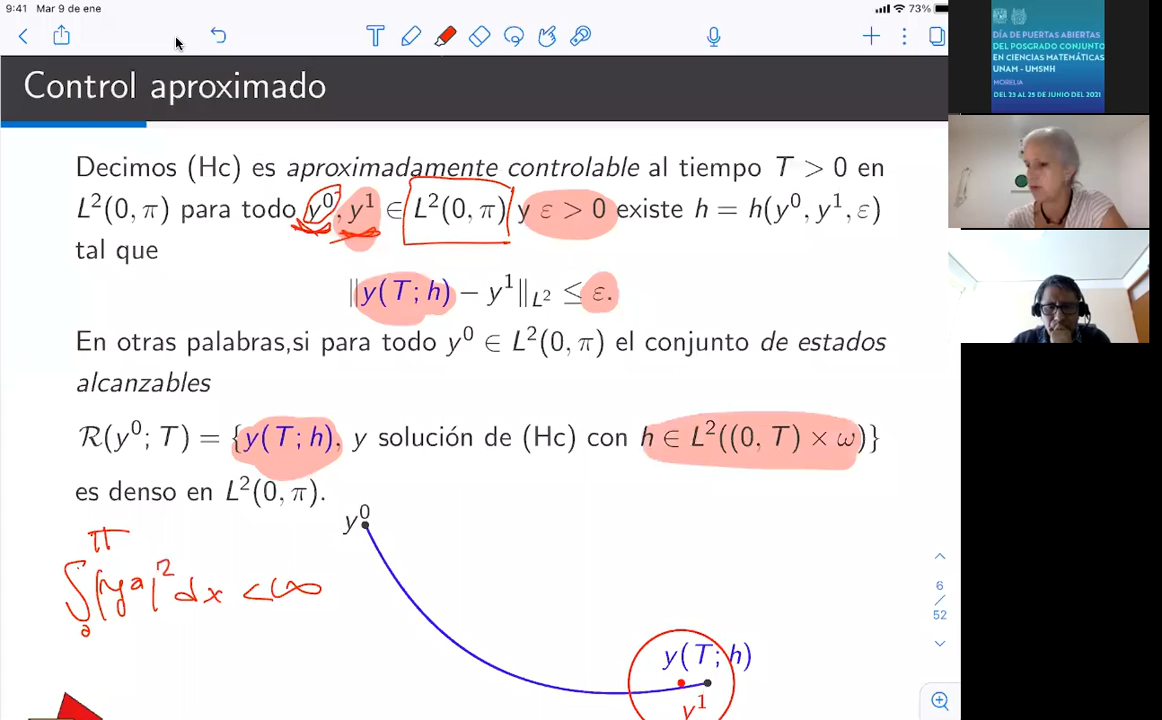 9:41 Mar 9 de ene
73%
Control aproximado
Decimos (Hc) es aproximadamente controlable al tiempo T > 0 en
L²(0, π) para todo y⁰, y¹ ∈ L²(0, π) y ε > 0 existe h = h(y⁰, y¹, ε)
tal que
‖y(T; h) − y¹‖_L² ≤ ε.
En otras palabras,si para todo y⁰ ∈ L²(0, π) el conjunto de estados
alcanzables
R(y⁰; T) = {y(T; h), y solución de (Hc) con h ∈ L²((0, T) × ω)}
es denso en L²(0, π).
y⁰
π
∫ |y⁰|² dx < ∞
0
y(T; h)
y¹
6
/
52
DÍA DE PUERTAS ABIERTAS
DEL POSGRADO CONJUNTO
EN CIENCIAS MATEMÁTICAS
UNAM - UMSNH
MORELIA
DEL 23 AL 25 DE JUNIO DEL 2021